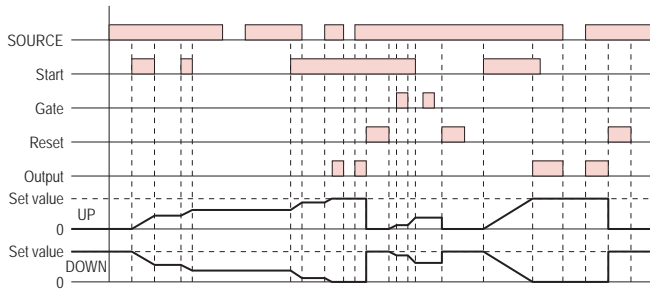 SOURCE
Start
Gate
Reset
Output
Set value
UP
0
Set value
DOWN
0